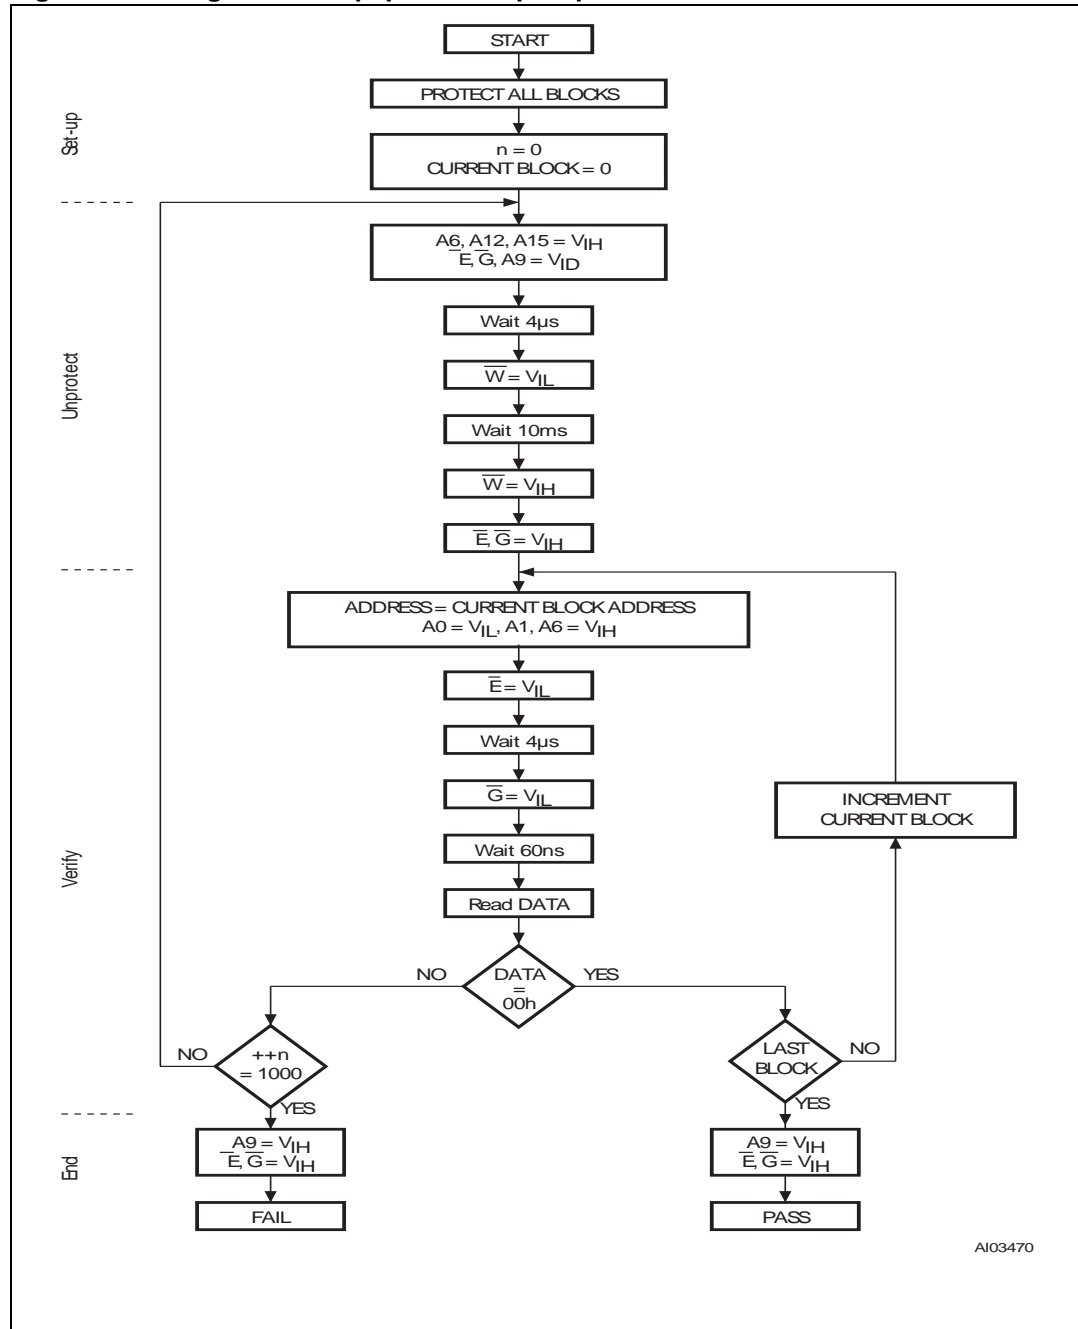 START
PROTECT ALL BLOCKS
Set-up
n = 0
CURRENT BLOCK = 0
A6, A12, A15 = VIH
E̅, G̅, A9 = VID
Wait 4µs
Unprotect
W̅ = VIL
Wait 10ms
W̅ = VIH
E̅, G̅ = VIH
ADDRESS = CURRENT BLOCK ADDRESS
A0 = VIL, A1, A6 = VIH
E̅ = VIL
Wait 4µs
G̅ = VIL
INCREMENT
CURRENT BLOCK
Wait 60ns
Verify
Read DATA
NO
DATA
=
00h
YES
NO
++n
= 1000
YES
LAST
BLOCK
NO
YES
End
A9 = VIH
E̅, G̅ = VIH
A9 = VIH
E̅, G̅ = VIH
FAIL
PASS
AI03470